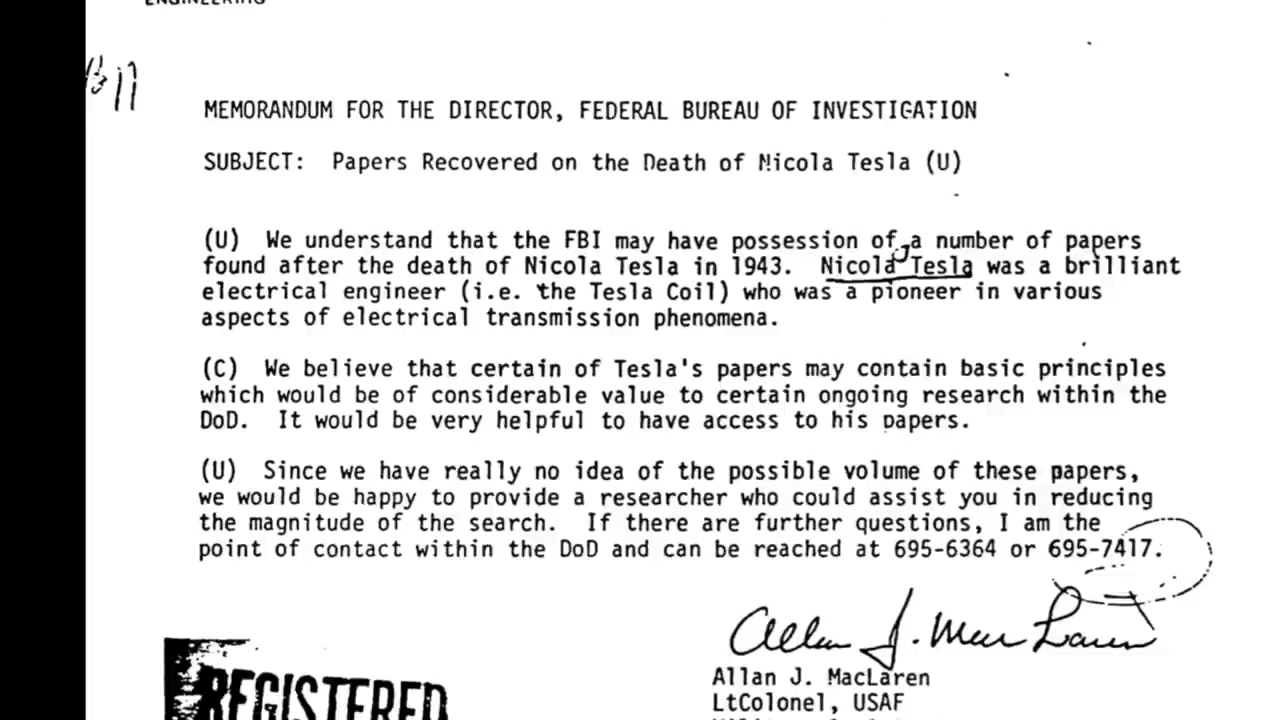 ENGINEERING
MEMORANDUM FOR THE DIRECTOR, FEDERAL BUREAU OF INVESTIGATION
SUBJECT: Papers Recovered on the Death of Nicola Tesla (U)
(U) We understand that the FBI may have possession of a number of papers
found after the death of Nicola Tesla in 1943. Nicola Tesla was a brilliant
electrical engineer (i.e. the Tesla Coil) who was a pioneer in various
aspects of electrical transmission phenomena.
(C) We believe that certain of Tesla's papers may contain basic principles
which would be of considerable value to certain ongoing research within the
DoD. It would be very helpful to have access to his papers.
(U) Since we have really no idea of the possible volume of these papers,
we would be happy to provide a researcher who could assist you in reducing
the magnitude of the search. If there are further questions, I am the
point of contact within the DoD and can be reached at 695-6364 or 695-7417.
Allan J. MacLaren
Allan J. MacLaren
LtColonel, USAF
REGISTERED